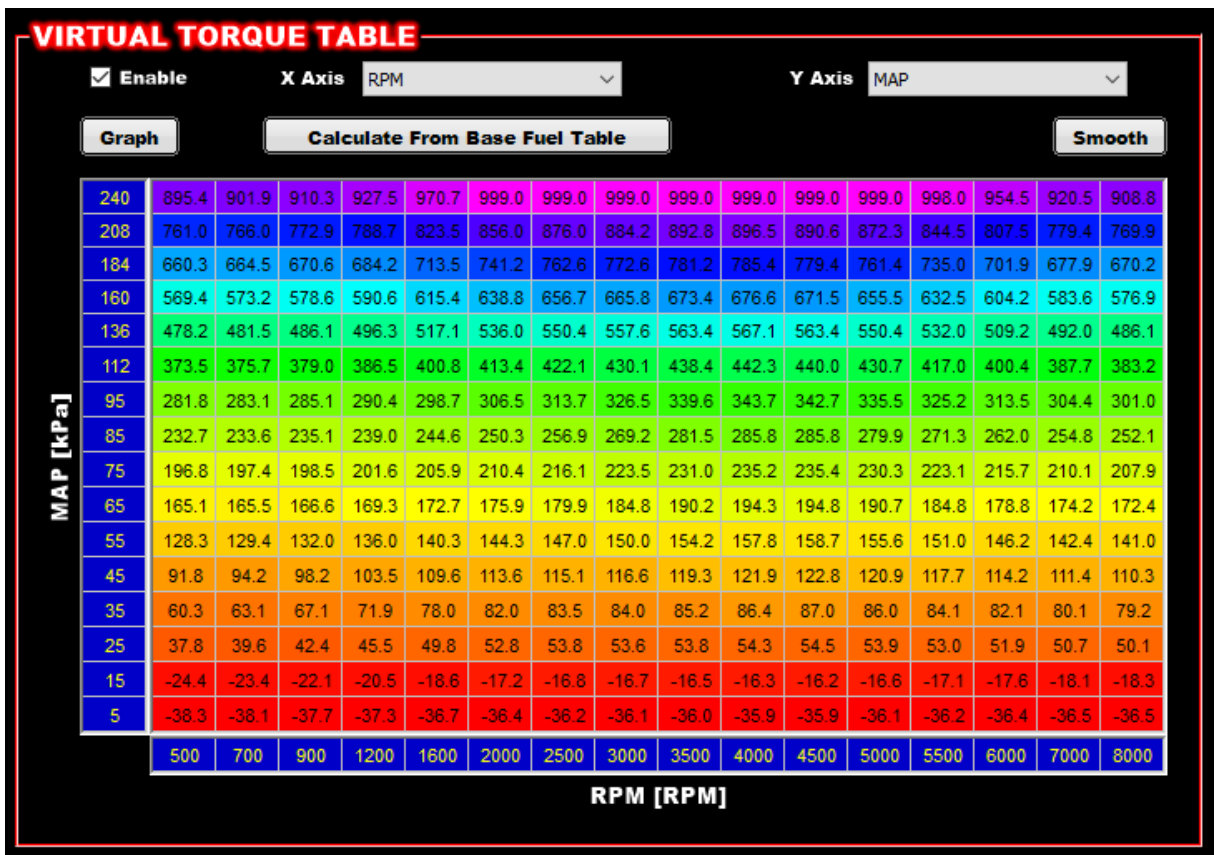 VIRTUAL TORQUE TABLE
Enable X Axis RPM Y Axis MAP
Graph Calculate From Base Fuel Table Smooth
240 895.4 901.9 910.3 927.5 970.7 999.0 999.0 999.0 999.0 999.0 999.0 999.0 998.0 954.5 920.5 908.8
208 761.0 766.0 772.9 788.7 823.5 856.0 876.0 884.2 892.8 896.5 890.6 872.3 844.5 807.5 779.4 769.9
184 660.3 664.5 670.6 684.2 713.5 741.2 762.6 772.6 781.2 785.4 779.4 761.4 735.0 701.9 677.9 670.2
160 569.4 573.2 578.6 590.6 615.4 638.8 656.7 665.8 673.4 676.6 671.5 655.5 632.5 604.2 583.6 576.9
136 478.2 481.5 486.1 496.3 517.1 536.0 550.4 557.6 563.4 567.1 563.4 550.4 532.0 509.2 492.0 486.1
112 373.5 375.7 379.0 386.5 400.8 413.4 422.1 430.1 438.4 442.3 440.0 430.7 417.0 400.4 387.7 383.2
95 281.8 283.1 285.1 290.4 298.7 306.5 313.7 326.5 339.6 343.7 342.7 335.5 325.2 313.5 304.4 301.0
85 232.7 233.6 235.1 239.0 244.6 250.3 256.9 269.2 281.5 285.8 285.8 279.9 271.3 262.0 254.8 252.1
75 196.8 197.4 198.5 201.6 205.9 210.4 216.1 223.5 231.0 235.2 235.4 230.3 223.1 215.7 210.1 207.9
65 165.1 165.5 166.6 169.3 172.7 175.9 179.9 184.8 190.2 194.3 194.8 190.7 184.8 178.8 174.2 172.4
55 128.3 129.4 132.0 136.0 140.3 144.3 147.0 150.0 154.2 157.8 158.7 155.6 151.0 146.2 142.4 141.0
45 91.8 94.2 98.2 103.5 109.6 113.6 115.1 116.6 119.3 121.9 122.8 120.9 117.7 114.2 111.4 110.3
35 60.3 63.1 67.1 71.9 78.0 82.0 83.5 84.0 85.2 86.4 87.0 86.0 84.1 82.1 80.1 79.2
25 37.8 39.6 42.4 45.5 49.8 52.8 53.8 53.6 53.8 54.3 54.5 53.9 53.0 51.9 50.7 50.1
15 -24.4 -23.4 -22.1 -20.5 -18.6 -17.2 -16.8 -16.7 -16.5 -16.3 -16.2 -16.6 -17.1 -17.6 -18.1 -18.3
5 -38.3 -38.1 -37.7 -37.3 -36.7 -36.4 -36.2 -36.1 -36.0 -35.9 -35.9 -36.1 -36.2 -36.4 -36.5 -36.5
MAP [kPa]
500 700 900 1200 1600 2000 2500 3000 3500 4000 4500 5000 5500 6000 7000 8000
RPM [RPM]